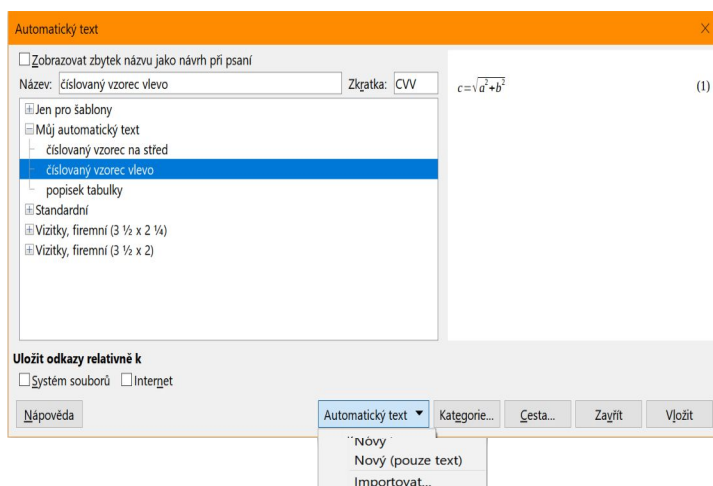 Automatický text
Zobrazovat zbytek názvu jako návrh při psaní
Název: číslovaný vzorec vlevo Zkratka: CVV
c=√a²+b² (1)
Jen pro šablony
Můj automatický text
číslovaný vzorec na střed
číslovaný vzorec vlevo
popisek tabulky
Standardní
Vizitky, firemní (3 ½ x 2 ¼)
Vizitky, firemní (3 ½ x 2)
Uložit odkazy relativně k
Systém souborů Internet
Nápověda Automatický text Kategorie... Cesta... Zavřít Vložit
Nový
Nový (pouze text)
Importovat...